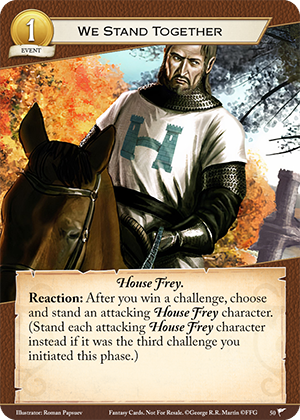 1
EVENT
WE STAND TOGETHER
House Frey.
Reaction: After you win a challenge, choose
and stand an attacking House Frey character.
(Stand each attacking House Frey character
instead if it was the third challenge you
initiated this phase.)
Illustrator: Roman Papsuev
Fantasy Cards. Not For Resale. ©George R.R. Martin ©FFG
50